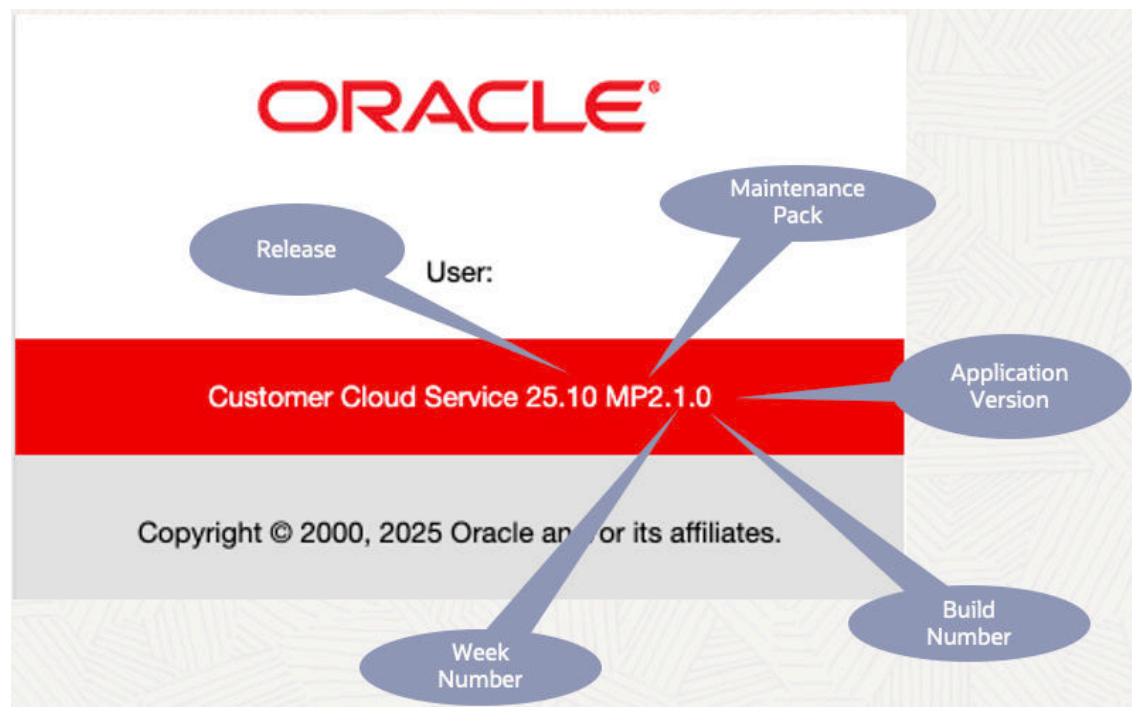 ORACLE®
Maintenance
Pack
Release
User:
Application
Version
Customer Cloud Service 25.10 MP2.1.0
Copyright © 2000, 2025 Oracle an or its affiliates.
Build
Number
Week
Number